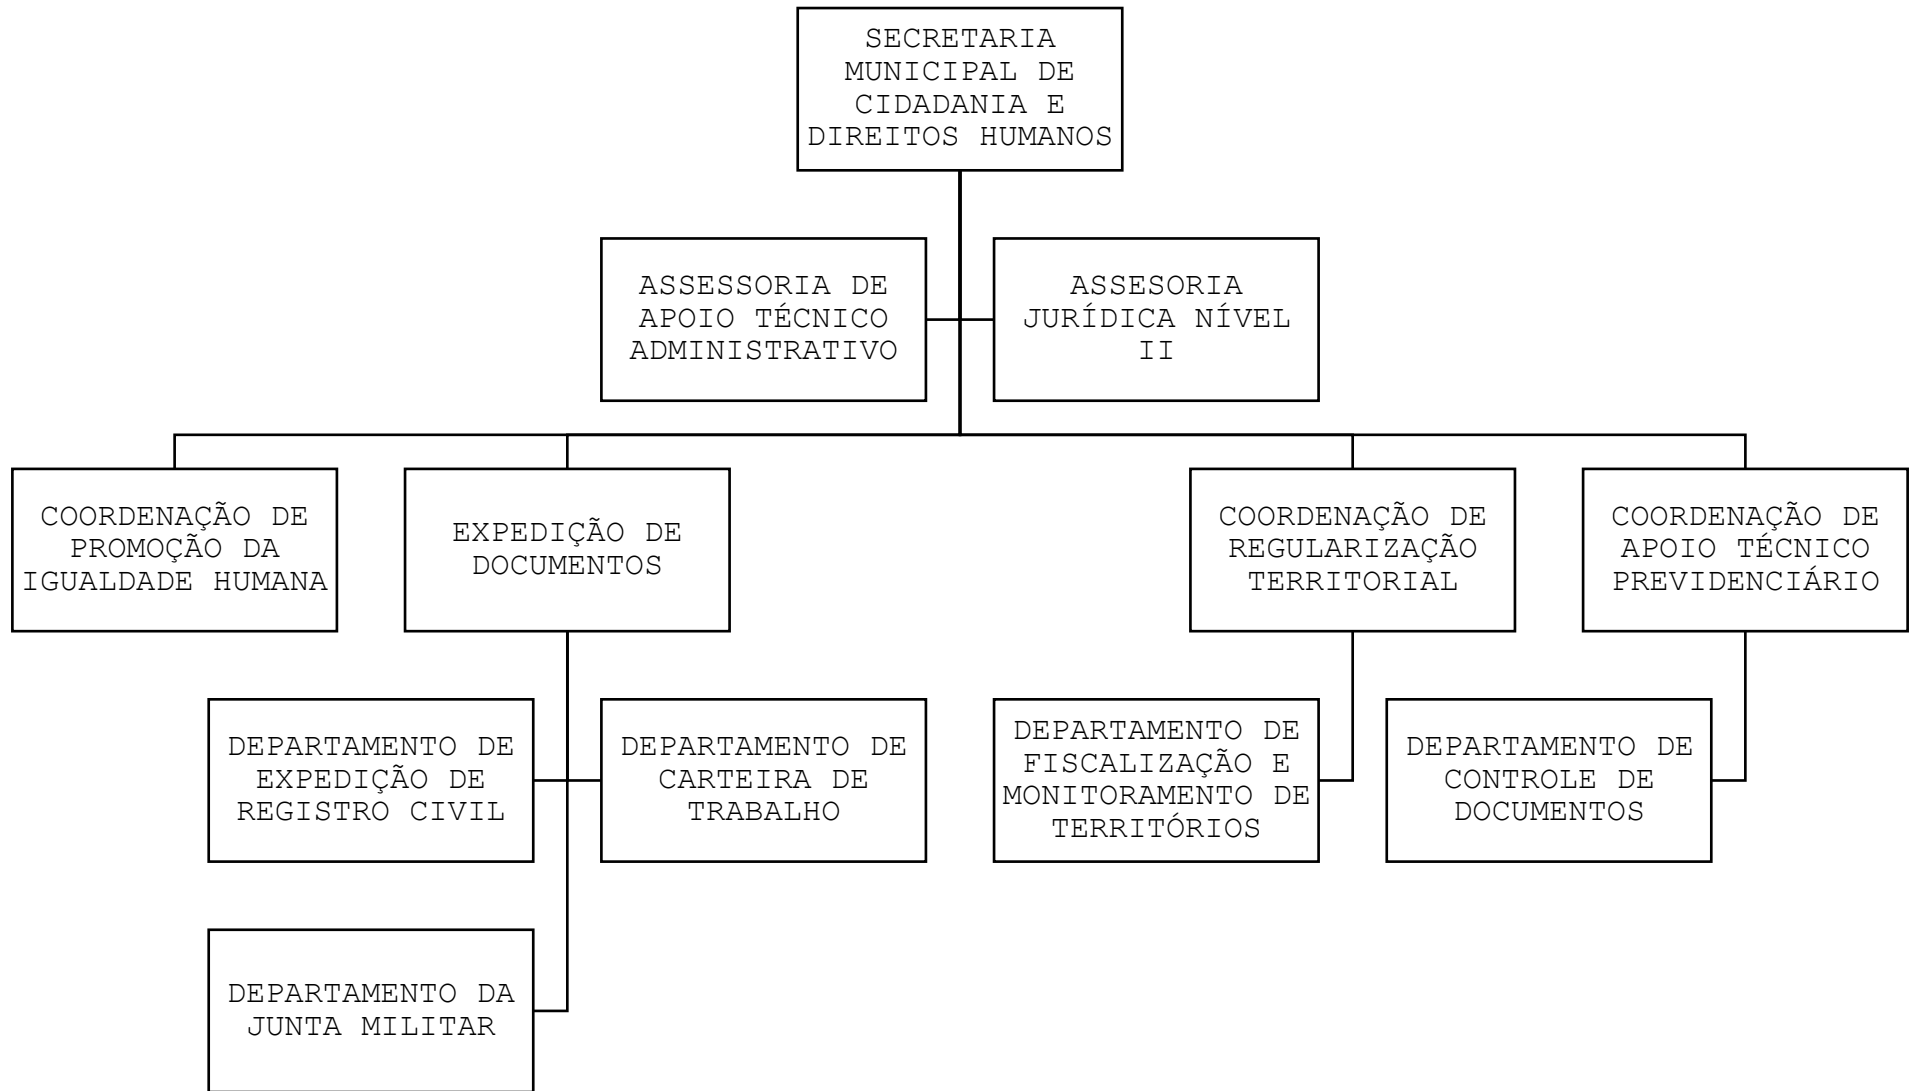 SECRETARIA
MUNICIPAL DE
CIDADANIA E
DIREITOS HUMANOS
ASSESSORIA DE
APOIO TÉCNICO
ADMINISTRATIVO
ASSESORIA
JURÍDICA NÍVEL
II
COORDENAÇÃO DE
PROMOÇÃO DA
IGUALDADE HUMANA
EXPEDIÇÃO DE
DOCUMENTOS
COORDENAÇÃO DE
REGULARIZAÇÃO
TERRITORIAL
COORDENAÇÃO DE
APOIO TÉCNICO
PREVIDENCIÁRIO
DEPARTAMENTO DE
EXPEDIÇÃO DE
REGISTRO CIVIL
DEPARTAMENTO DE
CARTEIRA DE
TRABALHO
DEPARTAMENTO DE
FISCALIZAÇÃO E
MONITORAMENTO DE
TERRITÓRIOS
DEPARTAMENTO DE
CONTROLE DE
DOCUMENTOS
DEPARTAMENTO DA
JUNTA MILITAR